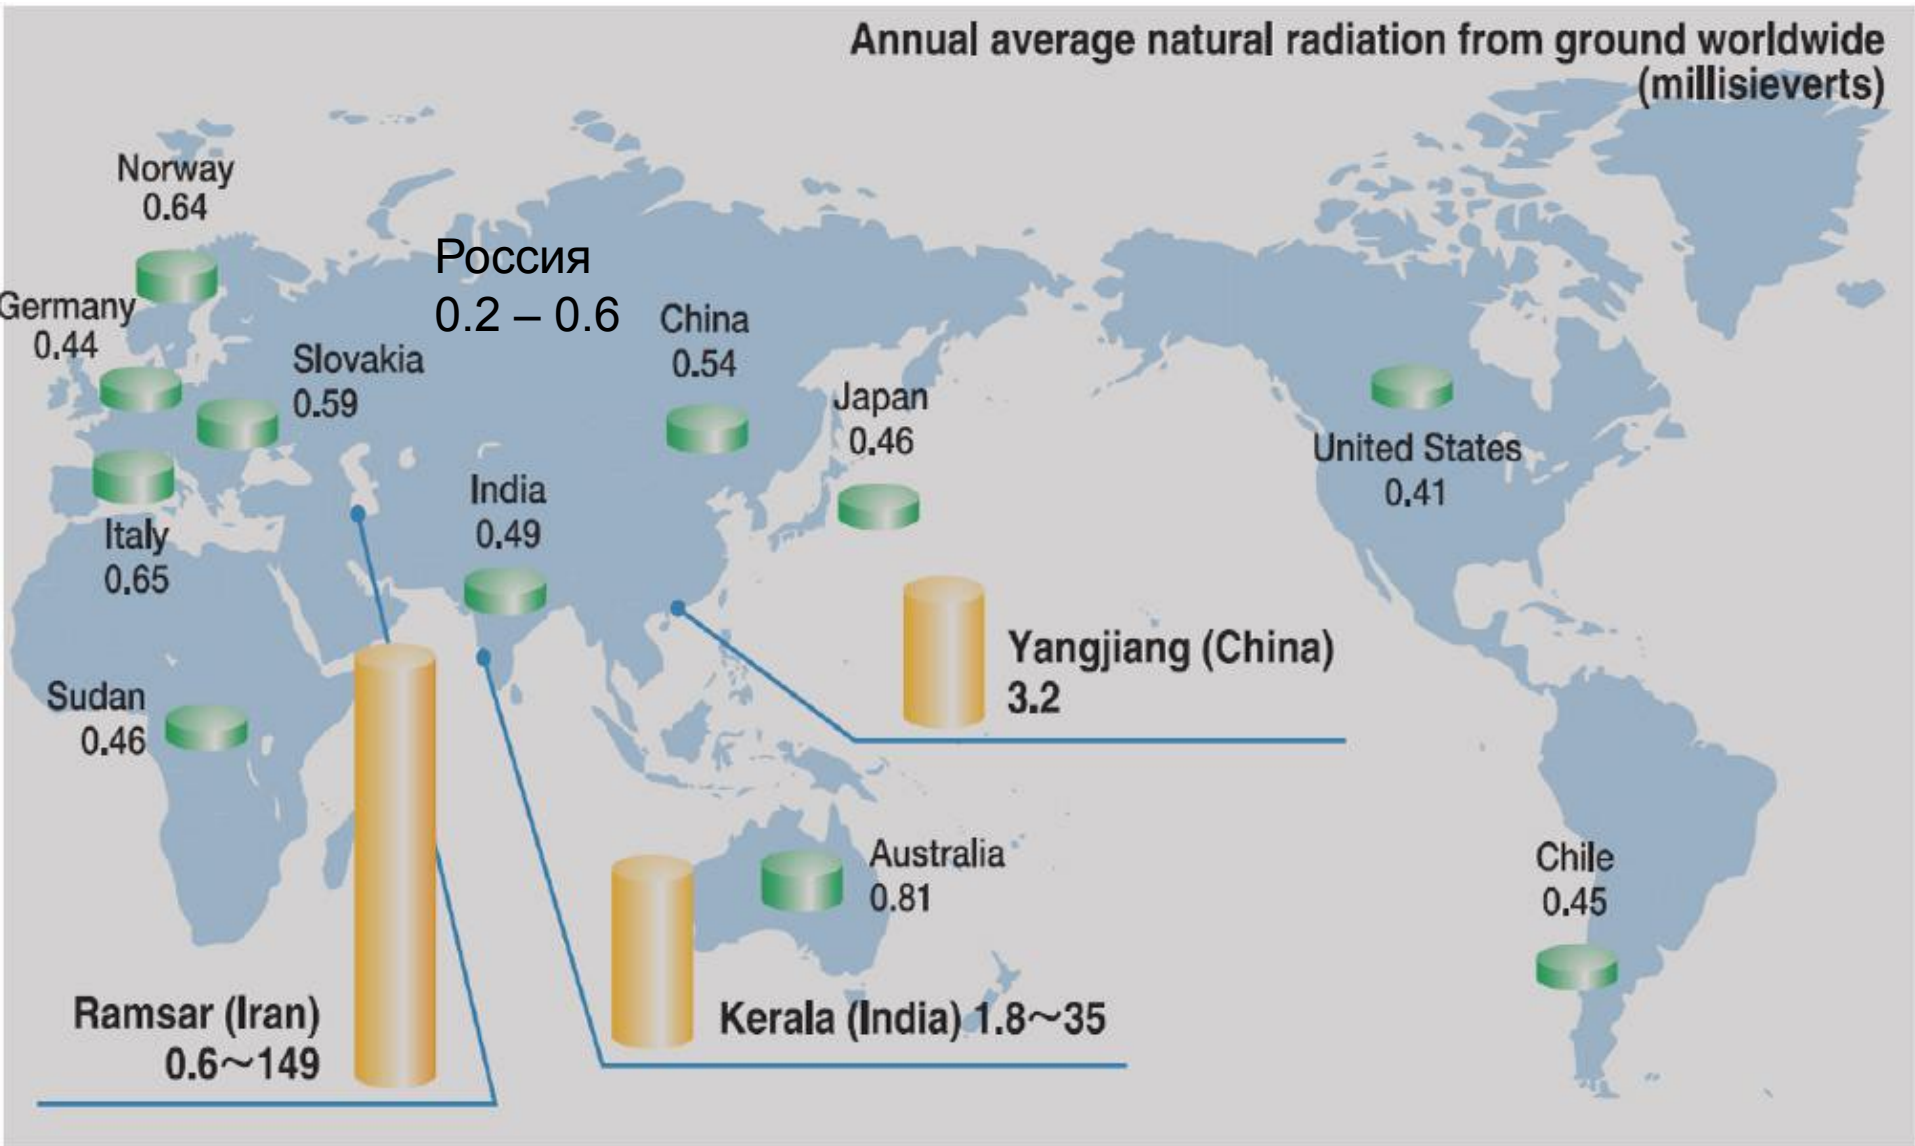 Annual average natural radiation from ground worldwide
(millisieverts)
Norway
0.64
Россия
0.2 – 0.6
Germany
0.44
Slovakia
0.59
China
0.54
Japan
0.46
United States
0.41
India
0.49
Italy
0.65
Yangjiang (China)
3.2
Sudan
0.46
Australia
0.81
Chile
0.45
Ramsar (Iran)
0.6～149
Kerala (India) 1.8～35